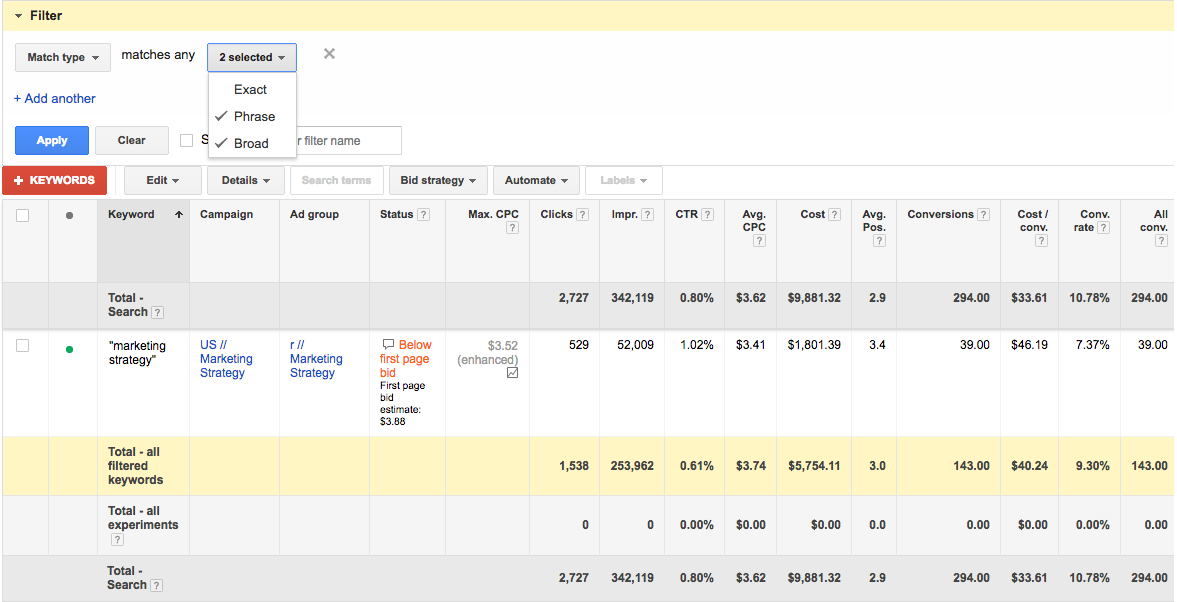 Filter
Match type matches any 2 selected
Exact
Phrase
Broad
+ Add another
Apply Clear S r filter name
+ KEYWORDS Edit Details Search terms Bid strategy Automate Labels
Keyword Campaign Ad group Status ? Max. CPC ? Clicks ? Impr. ? CTR ? Avg. CPC ? Cost ? Avg. Pos. ? Conversions ? Cost / conv. ? Conv. rate ? All conv. ?
Total - Search ? 2,727 342,119 0.80% $3.62 $9,881.32 2.9 294.00 $33.61 10.78% 294.00
"marketing strategy" US // Marketing Strategy r // Marketing Strategy Below first page bid First page bid estimate: $3.88 $3.52 (enhanced) 529 52,009 1.02% $3.41 $1,801.39 3.4 39.00 $46.19 7.37% 39.00
Total - all filtered keywords 1,538 253,962 0.61% $3.74 $5,754.11 3.0 143.00 $40.24 9.30% 143.00
Total - all experiments ? 0 0 0.00% $0.00 $0.00 0.0 0.00 $0.00 0.00% 0.00
Total - Search ? 2,727 342,119 0.80% $3.62 $9,881.32 2.9 294.00 $33.61 10.78% 294.00